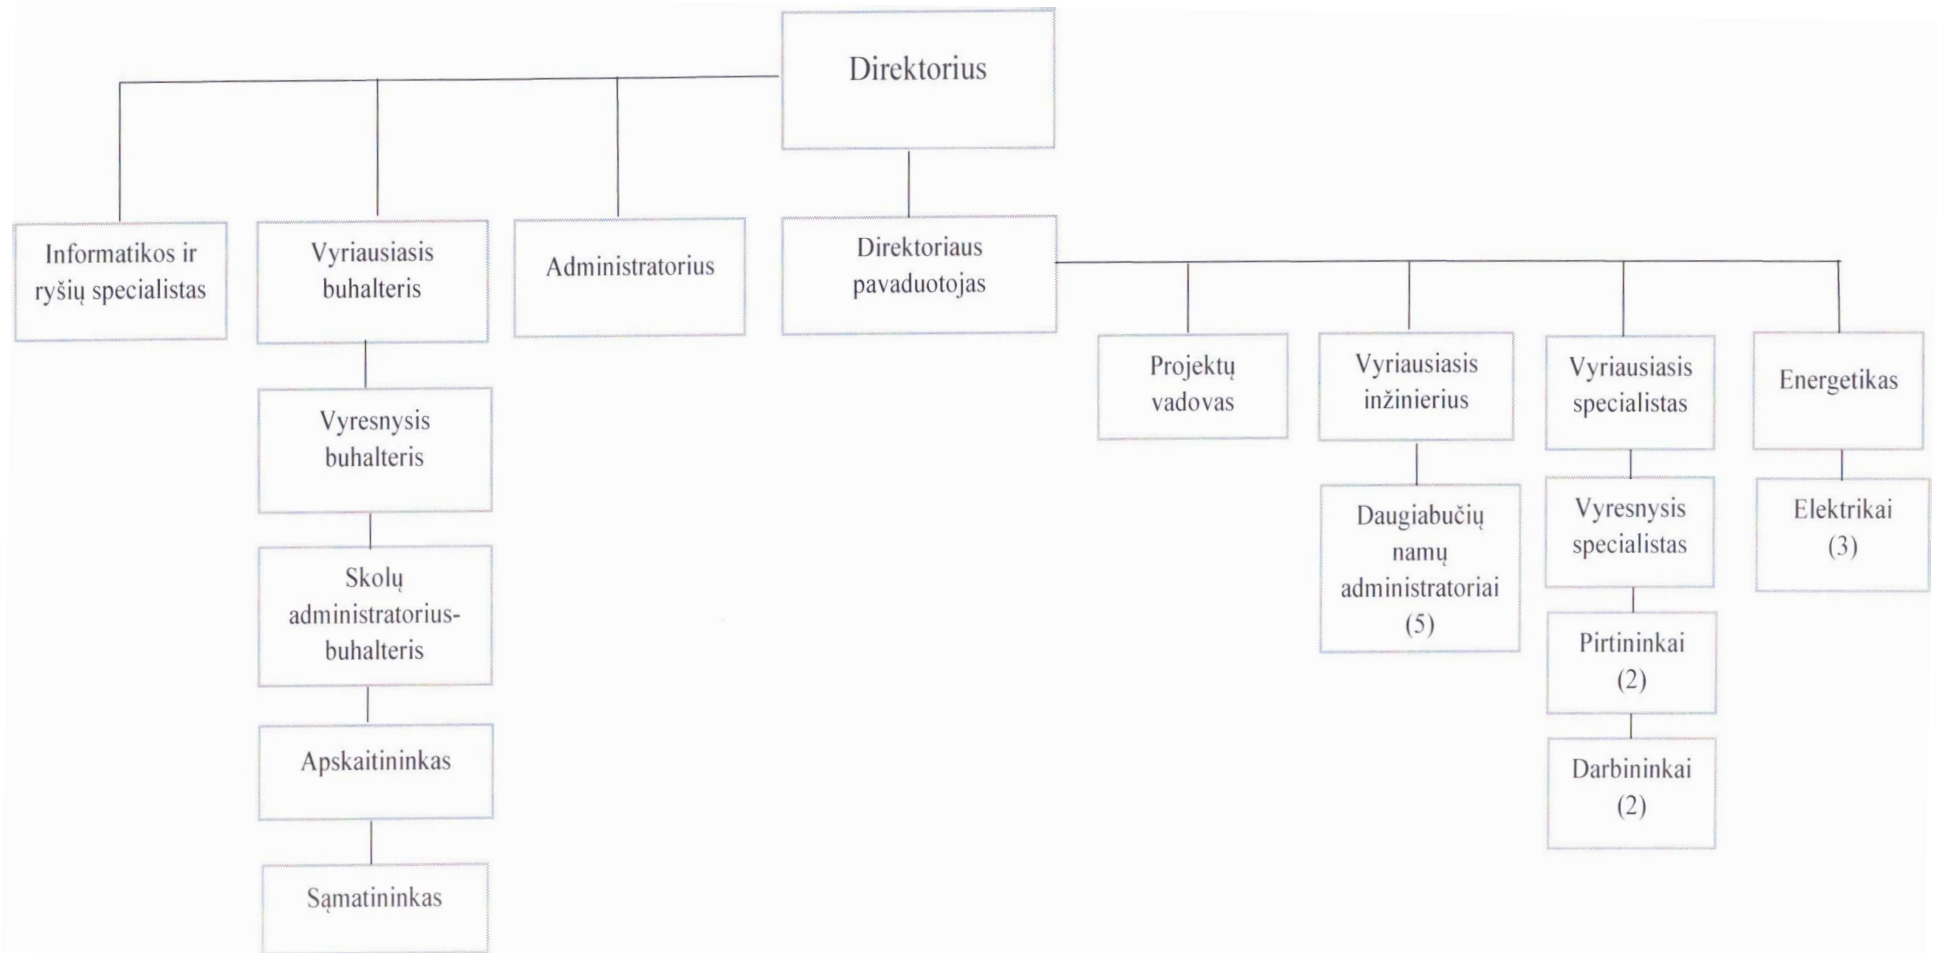 Direktorius
Informatikos ir
ryšių specialistas
Vyriausiasis
buhalteris
Administratorius
Direktoriaus
pavaduotojas
Projektų
vadovas
Vyriausiasis
inžinierius
Vyriausiasis
specialistas
Energetikas
Vyresnysis
buhalteris
Skolų
administratorius-
buhalteris
Apskaitininkas
Sąmatininkas
Daugiabučių
namų
administratoriai
(5)
Vyresnysis
specialistas
Pirtininkai
(2)
Darbininkai
(2)
Elektrikai
(3)